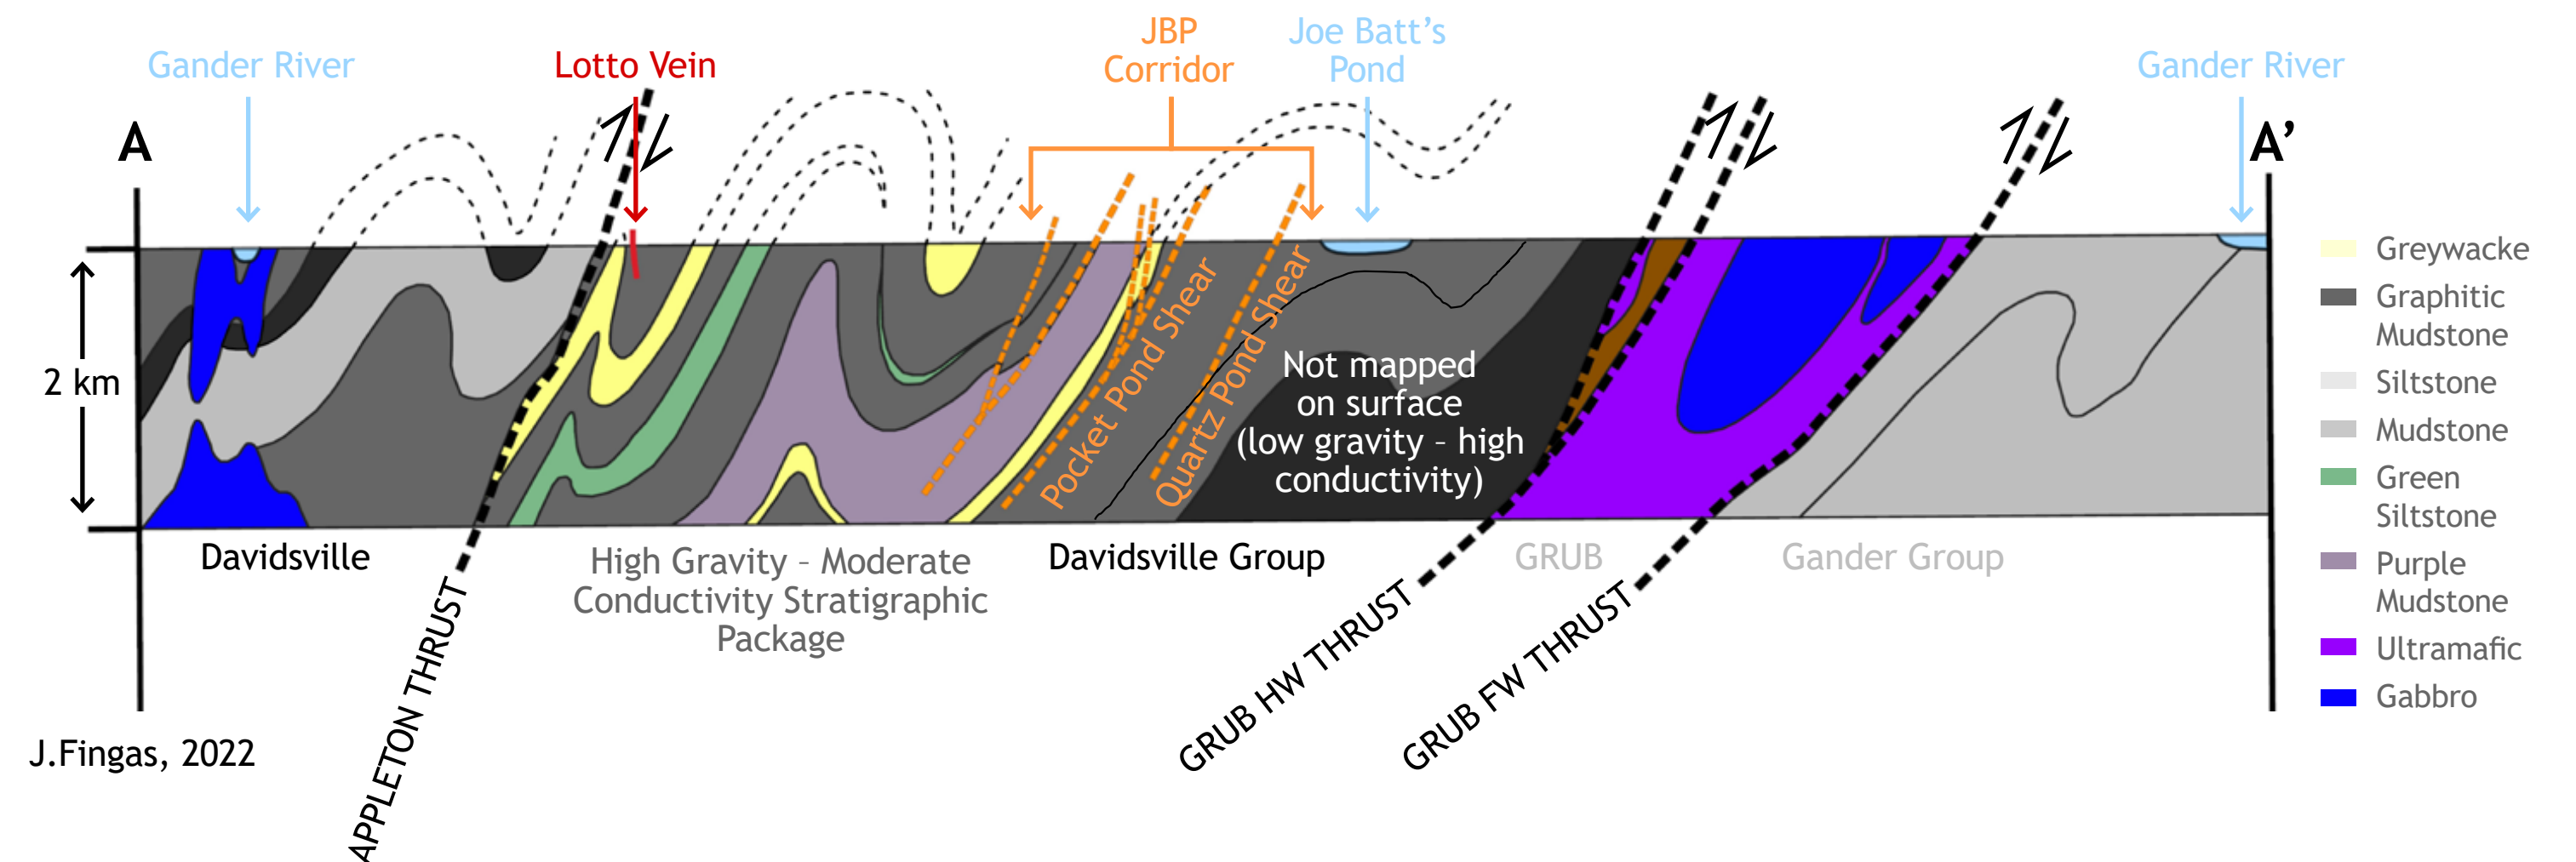 Gander River
Lotto Vein
JBP
Corridor
Joe Batt’s
Pond
Gander River
A
A’
2 km
Pocket Pond Shear
Quartz Pond Shear
Not mapped
on surface
(low gravity – high
conductivity)
Davidsville
High Gravity – Moderate
Conductivity Stratigraphic
Package
Davidsville Group
GRUB
Gander Group
APPLETON THRUST
GRUB HW THRUST
GRUB FW THRUST
J.Fingas, 2022
Greywacke
Graphitic
Mudstone
Siltstone
Mudstone
Green
Siltstone
Purple
Mudstone
Ultramafic
Gabbro